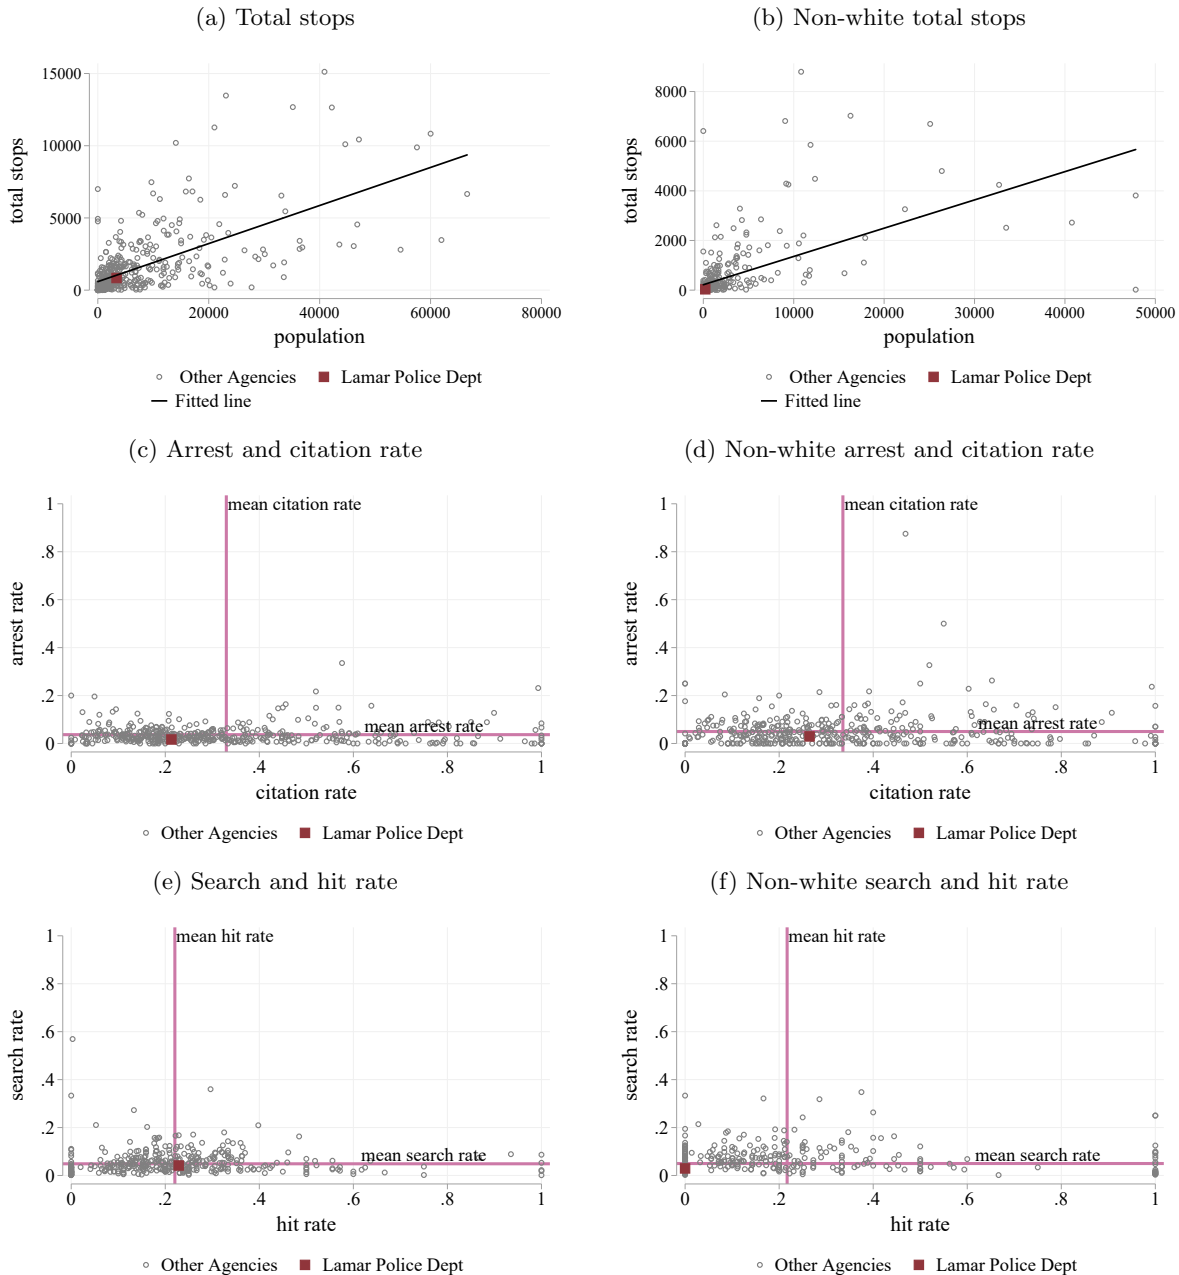 (a) Total stops
(b) Non-white total stops
total stops
15000
10000
5000
0
0 20000 40000 60000 80000
population
Other Agencies Lamar Police Dept
Fitted line
total stops
8000
6000
4000
2000
0
0 10000 20000 30000 40000 50000
population
Other Agencies Lamar Police Dept
Fitted line
(c) Arrest and citation rate
(d) Non-white arrest and citation rate
arrest rate
1
.8
.6
.4
.2
0
mean citation rate
mean arrest rate
0 .2 .4 .6 .8 1
citation rate
Other Agencies Lamar Police Dept
arrest rate
1
.8
.6
.4
.2
0
mean citation rate
mean arrest rate
0 .2 .4 .6 .8 1
citation rate
Other Agencies Lamar Police Dept
(e) Search and hit rate
(f) Non-white search and hit rate
search rate
1
.8
.6
.4
.2
0
mean hit rate
mean search rate
0 .2 .4 .6 .8 1
hit rate
Other Agencies Lamar Police Dept
search rate
1
.8
.6
.4
.2
0
mean hit rate
mean search rate
0 .2 .4 .6 .8 1
hit rate
Other Agencies Lamar Police Dept